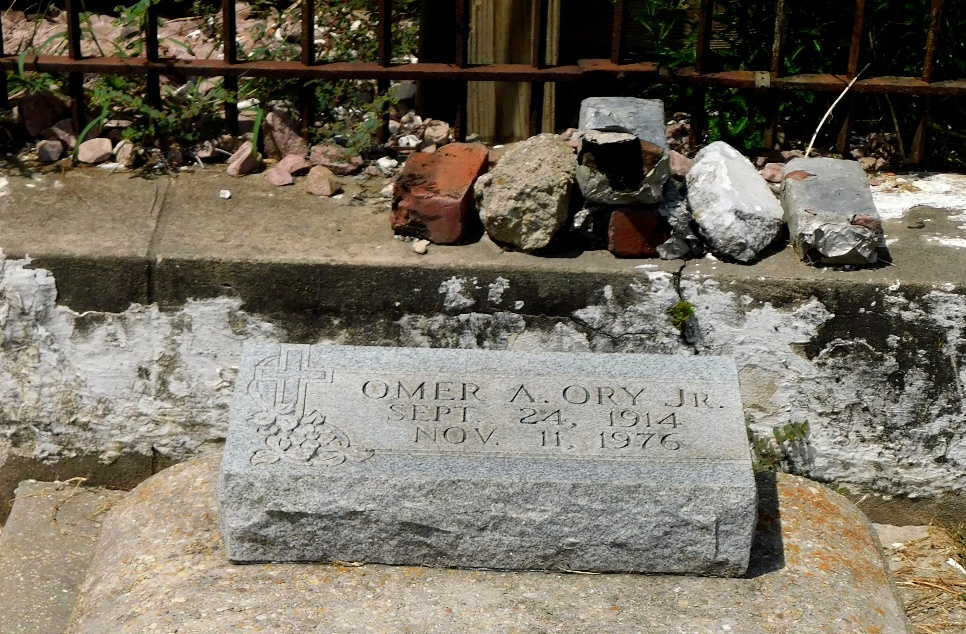 OMER A. ORY JR.
SEPT. 24, 1914
NOV. 11, 1976